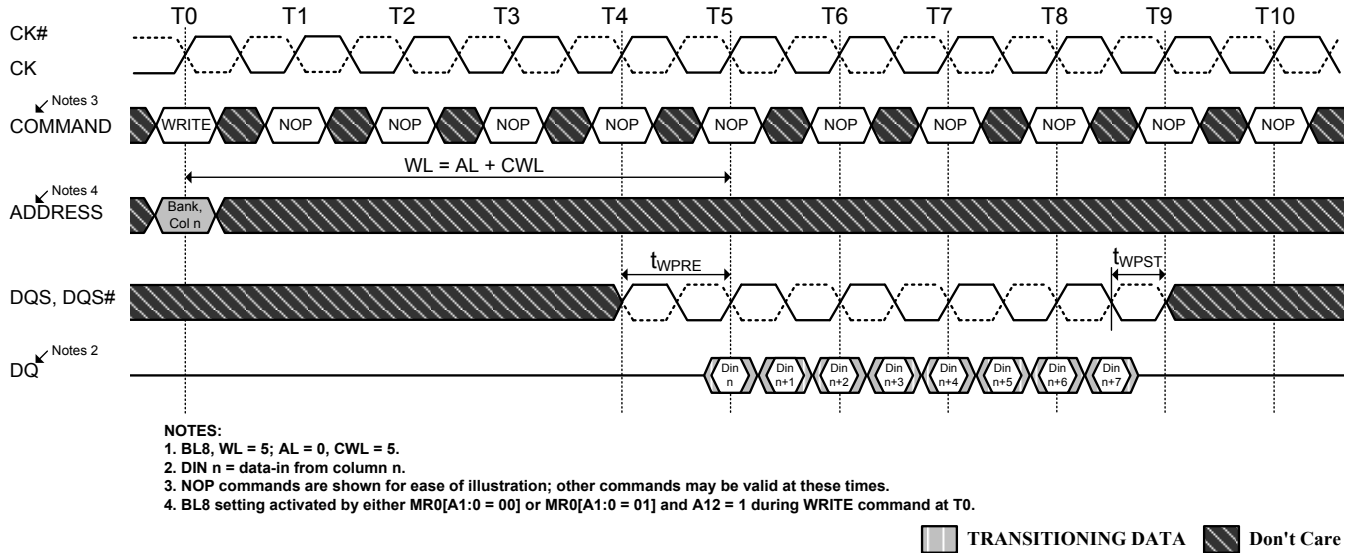 T0 T1 T2 T3 T4 T5 T6 T7 T8 T9 T10
CK#
CK
Notes 3
COMMAND WRITE NOP NOP NOP NOP NOP NOP NOP NOP NOP NOP
WL = AL + CWL
Notes 4
ADDRESS
Bank,
Col n
tWPRE tWPST
DQS, DQS#
Notes 2
DQ
Din Din Din Din Din Din Din Din
n n+1 n+2 n+3 n+4 n+5 n+6 n+7
NOTES:
1. BL8, WL = 5; AL = 0, CWL = 5.
2. DIN n = data-in from column n.
3. NOP commands are shown for ease of illustration; other commands may be valid at these times.
4. BL8 setting activated by either MR0[A1:0 = 00] or MR0[A1:0 = 01] and A12 = 1 during WRITE command at T0.
TRANSITIONING DATA Don't Care